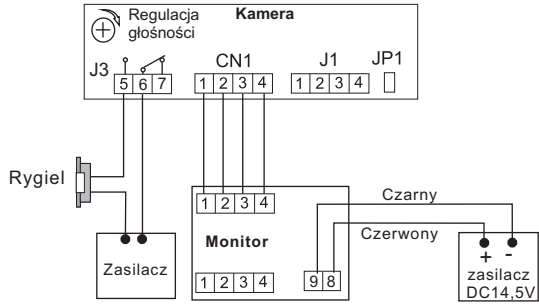 Regulacja
głośności
Kamera
J3
CN1
J1
JP1
5 6 7
1 2 3 4
1 2 3 4
Rygiel
1 2 3 4
Czarny
Monitor
Czerwony
9 8
+ -
Zasilacz
1 2 3 4
zasilacz
DC14,5V